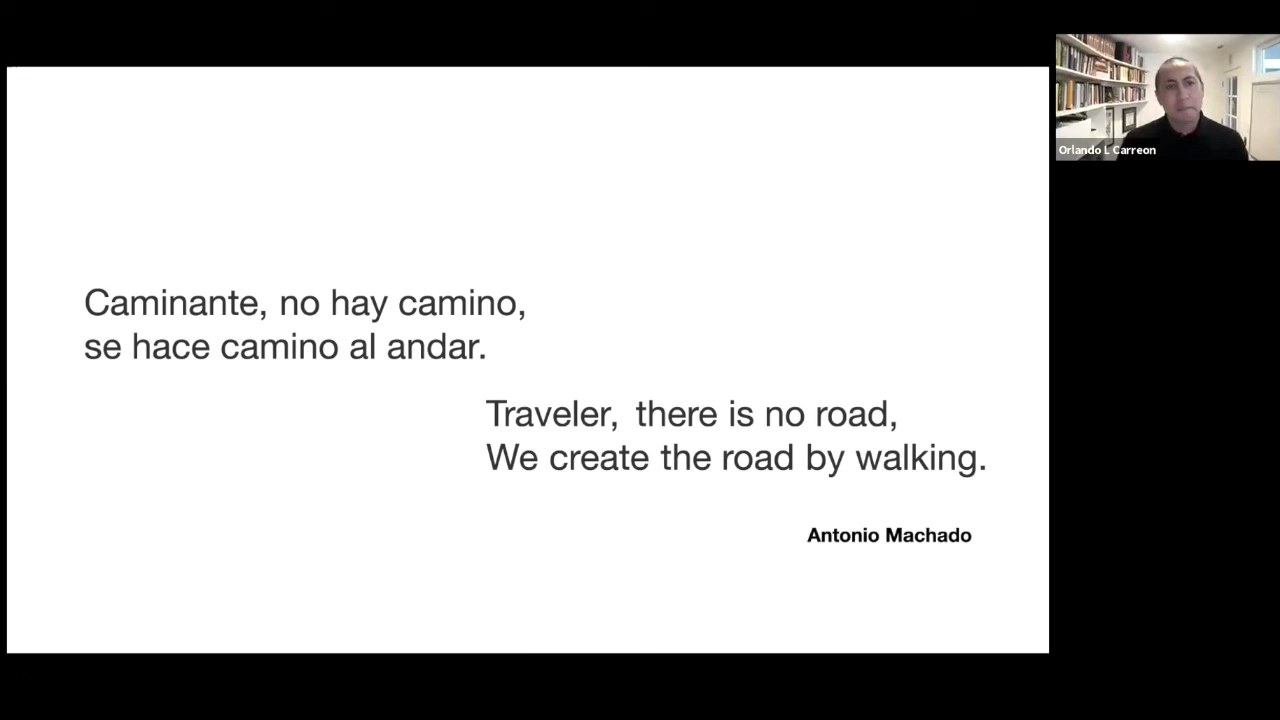 Caminante, no hay camino,
se hace camino al andar.
Traveler, there is no road,
We create the road by walking.
Antonio Machado
Orlando L Carreon